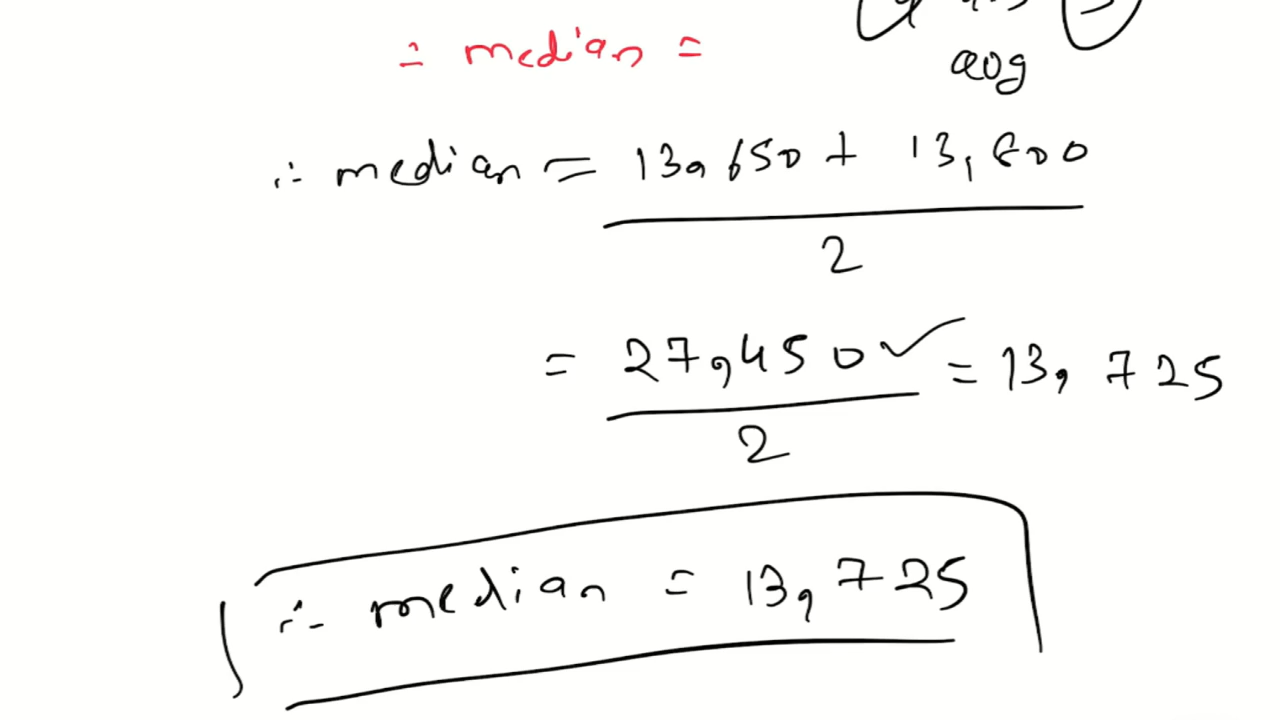 ∴ median =
avg
∴ median = 13,650 + 13,800
2
= 27,450 ✓ = 13,725
2
∴ median = 13,725